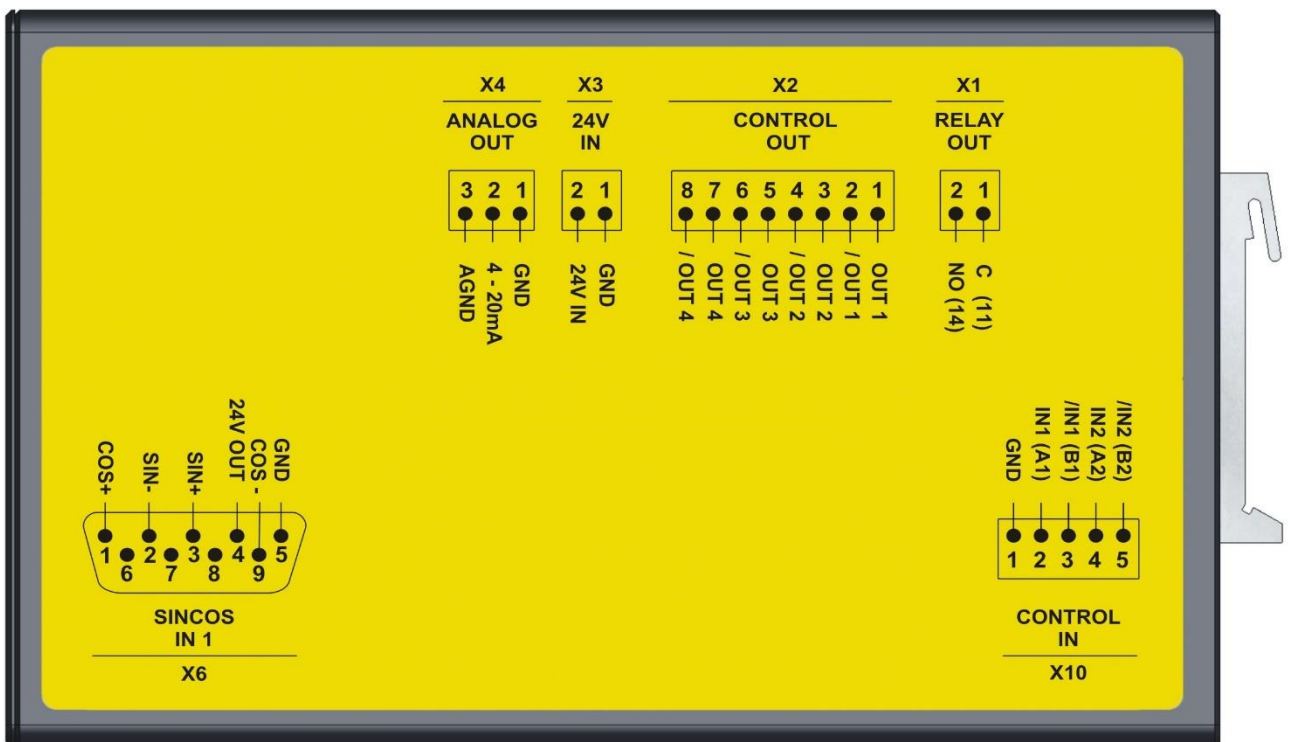 X4
ANALOG
OUT
3 2 1
AGND
4 - 20mA
GND
X3
24V
IN
2 1
24V IN
GND
X2
CONTROL
OUT
8 7 6 5 4 3 2 1
/ OUT 4
OUT 4
/ OUT 3
OUT 3
/ OUT 2
OUT 2
/ OUT 1
OUT 1
X1
RELAY
OUT
2 1
NO (14)
C (11)
COS+
SIN-
SIN+
24V OUT
COS -
GND
1 2 3 4 5
6 7 8 9
SINCOS
IN 1
X6
GND
IN1 (A1)
/IN1 (B1)
IN2 (A2)
/IN2 (B2)
1 2 3 4 5
CONTROL
IN
X10